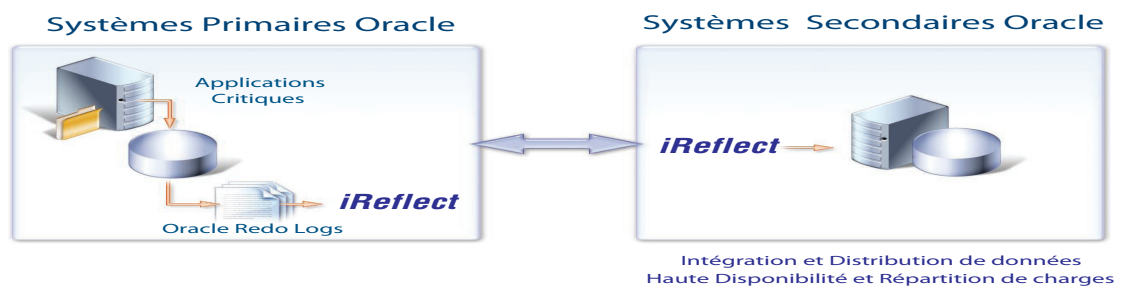 Systèmes Primaires Oracle
Applications
Critiques
iReflect
Oracle Redo Logs
Systèmes Secondaires Oracle
iReflect
Intégration et Distribution de données
Haute Disponibilité et Répartition de charges